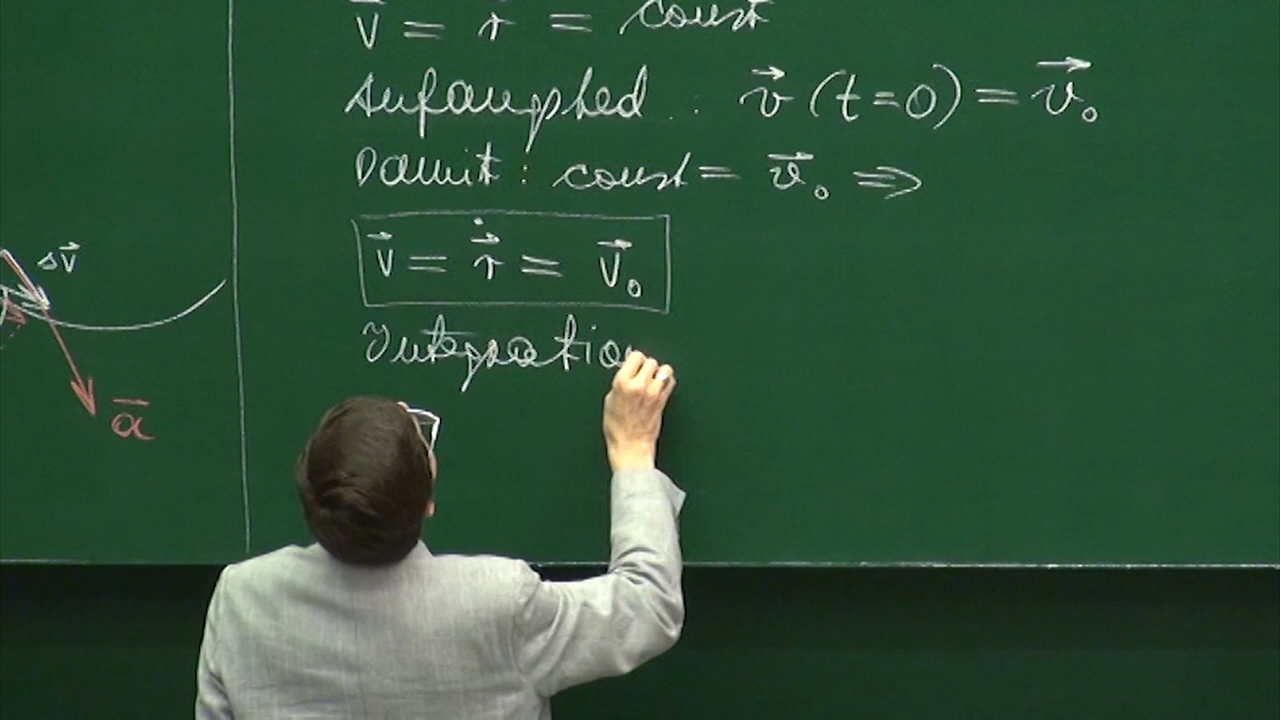 v⃗ = r⃗˙ = const
Anfangsbed. : v⃗ (t=0) = v⃗₀
Damit : const = v⃗₀ ⇒
v⃗ = r⃗˙ = v⃗₀
Integration
Δv⃗
a⃗